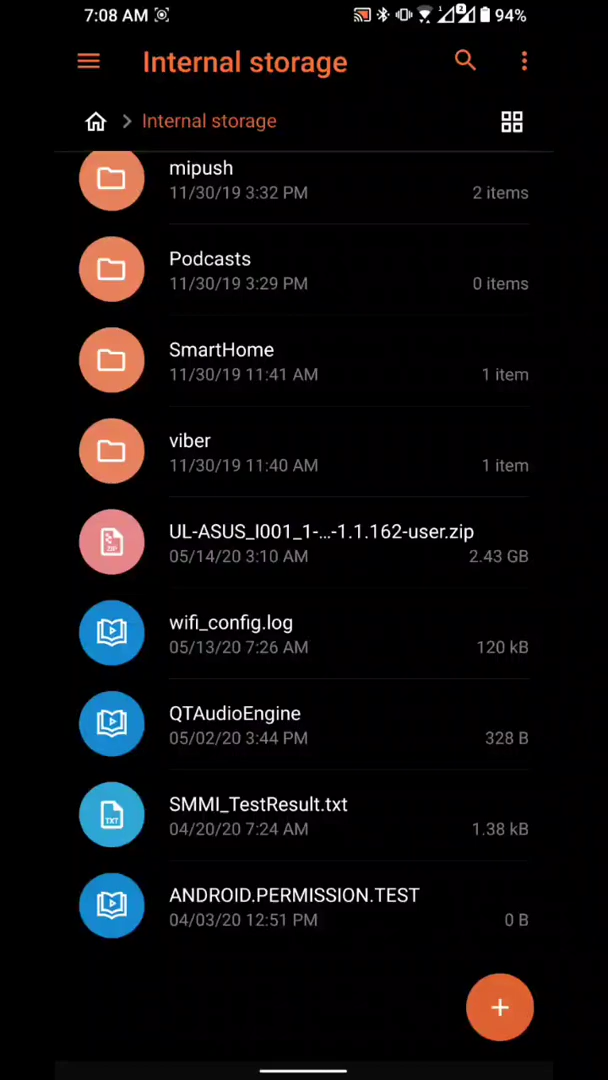 7:08 AM 1 2 94%
Internal storage
Internal storage
mipush
11/30/19 3:32 PM 2 items
Podcasts
11/30/19 3:29 PM 0 items
SmartHome
11/30/19 11:41 AM 1 item
viber
11/30/19 11:40 AM 1 item
UL-ASUS_I001_1-...-1.1.162-user.zip
ZIP
05/14/20 3:10 AM 2.43 GB
wifi_config.log
05/13/20 7:26 AM 120 kB
QTAudioEngine
05/02/20 3:44 PM 328 B
SMMI_TestResult.txt
TXT
04/20/20 7:24 AM 1.38 kB
ANDROID.PERMISSION.TEST
04/03/20 12:51 PM 0 B
+